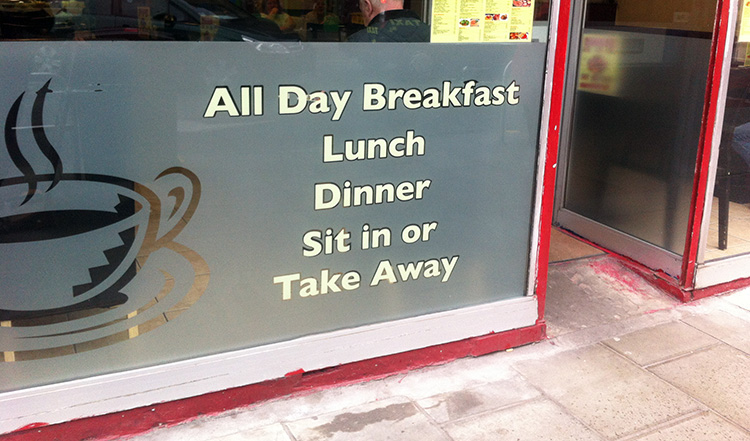 All Day Breakfast
Lunch
Dinner
Sit in or
Take Away